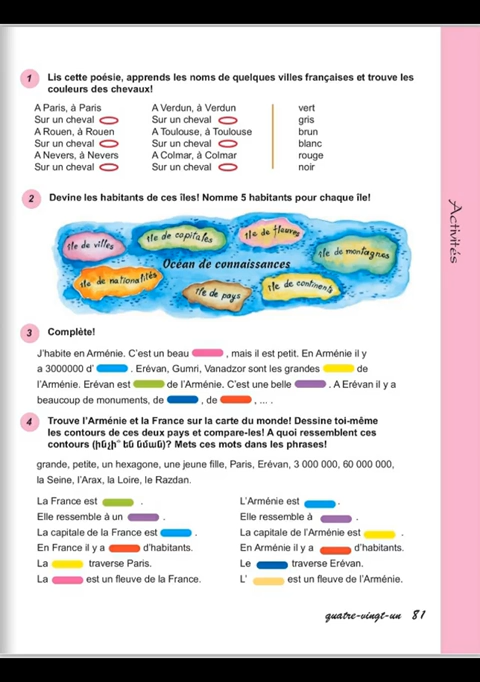 1 Lis cette poésie, apprends les noms de quelques villes françaises et trouve les
couleurs des chevaux!
A Paris, à Paris
Sur un cheval
A Rouen, à Rouen
Sur un cheval
A Nevers, à Nevers
Sur un cheval
A Verdun, à Verdun
Sur un cheval
A Toulouse, à Toulouse
Sur un cheval
A Colmar, à Colmar
Sur un cheval
vert
gris
brun
blanc
rouge
noir
2 Devine les habitants de ces îles! Nomme 5 habitants pour chaque île!
Ile de villes
Ile de capitales
Ile de fleuves
Ile de montagnes
Océan de connaissances
Ile de nationalités
Ile de pays
Ile de continents
3 Complète!
J'habite en Arménie. C'est un beau , mais il est petit. En Arménie il y
a 3000000 d' . Erévan, Gumri, Vanadzor sont les grandes de
l'Arménie. Erévan est de l'Arménie. C'est une belle . A Erévan il y a
beaucoup de monuments, de , de , ... .
4 Trouve l'Arménie et la France sur la carte du monde! Dessine toi-même
les contours de ces deux pays et compare-les! A quoi ressemblent ces
contours (ինչի՞ են նման)? Mets ces mots dans les phrases!
grande, petite, un hexagone, une jeune fille, Paris, Erévan, 3 000 000, 60 000 000,
la Seine, l'Arax, la Loire, le Razdan.
La France est .
Elle ressemble à un .
La capitale de la France est .
En France il y a d'habitants.
La traverse Paris.
La est un fleuve de la France.
L'Arménie est .
Elle ressemble à .
La capitale de l'Arménie est .
En Arménie il y a d'habitants.
Le traverse Erévan.
L' est un fleuve de l'Arménie.
quatre-vingt-un 81
Activités